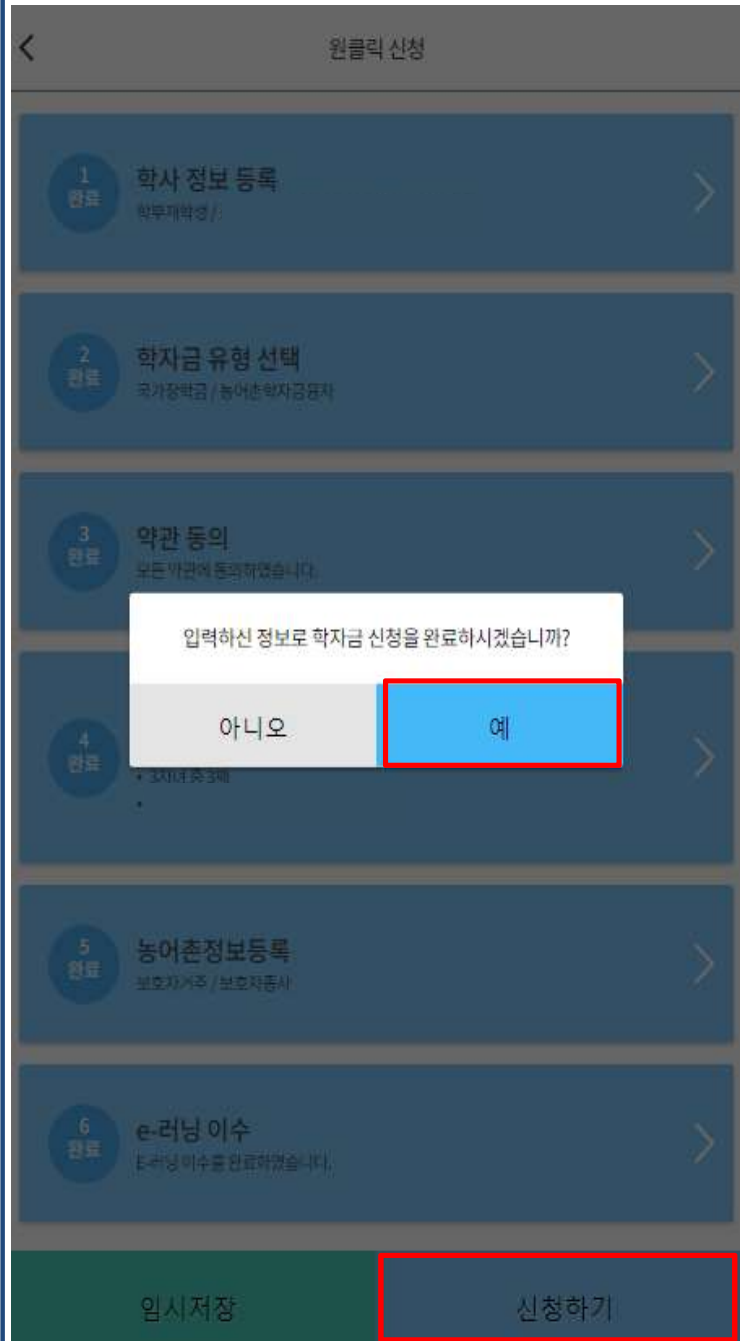 원클릭 신청
1
완료
학사 정보 등록
학부재학생 /
2
완료
학자금 유형 선택
국가장학금 / 농어촌학자금융자
3
완료
약관 동의
모든 약관에 동의하였습니다.
입력하신 정보로 학자금 신청을 완료하시겠습니까?
아니오
예
4
완료
• 3자녀 중 3째
•
5
완료
농어촌정보등록
보호자거주 / 보호자종사
6
완료
e-러닝 이수
E-러닝 이수를 완료하였습니다.
임시저장
신청하기